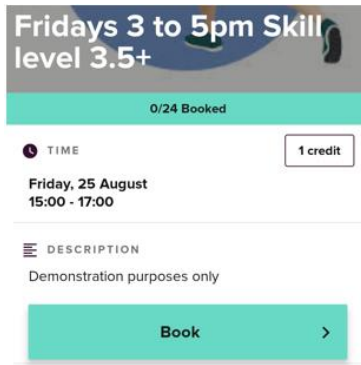 Fridays 3 to 5pm Skill
level 3.5+
0/24 Booked
TIME
1 credit
Friday, 25 August
15:00 - 17:00
DESCRIPTION
Demonstration purposes only
Book